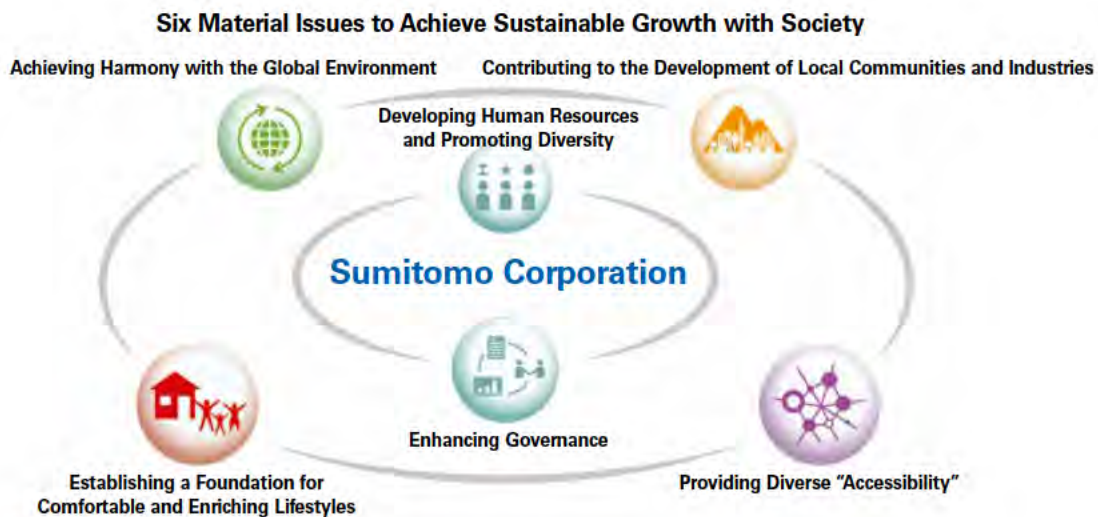 Six Material Issues to Achieve Sustainable Growth with Society
Achieving Harmony with the Global Environment
Contributing to the Development of Local Communities and Industries
Developing Human Resources
and Promoting Diversity
Sumitomo Corporation
Enhancing Governance
Establishing a Foundation for
Comfortable and Enriching Lifestyles
Providing Diverse “Accessibility”